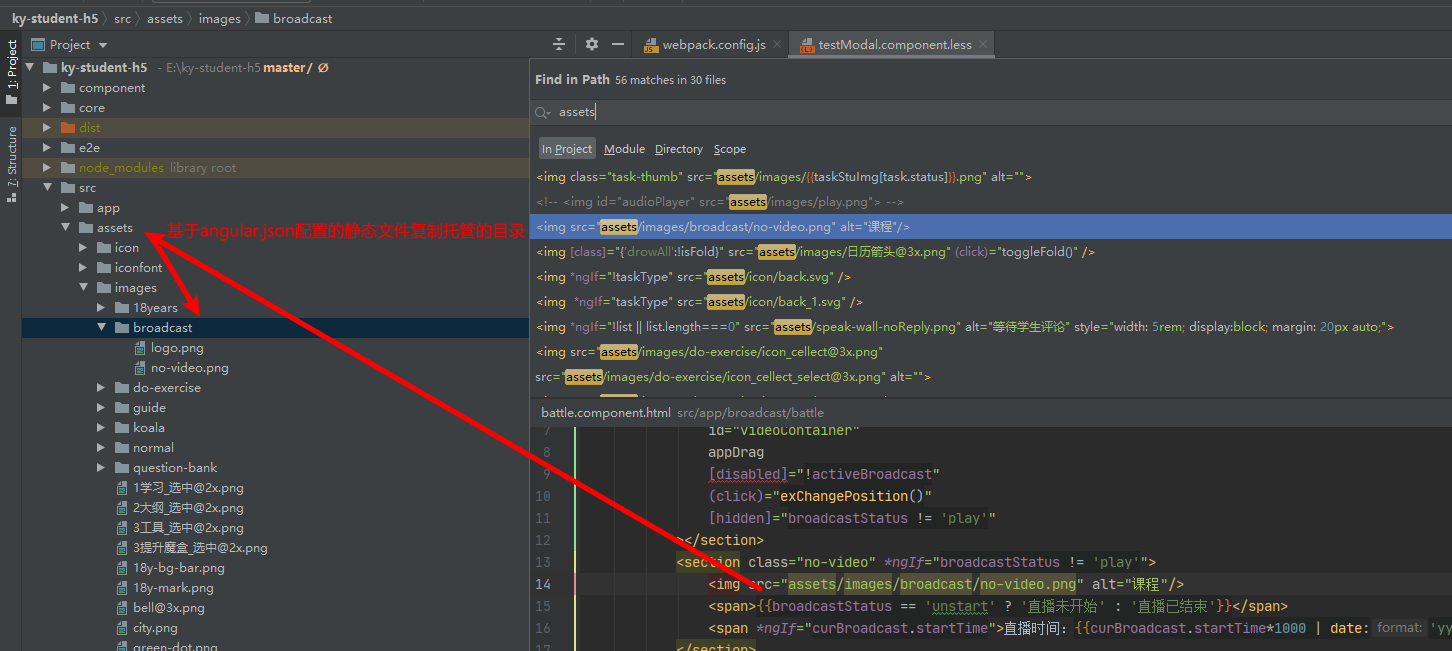 ky-student-h5 〉 src 〉 assets 〉 images 〉 broadcast
Project
webpack.config.js
testModal.component.less
1: Project
7: Structure
ky-student-h5 - E:\ky-student-h5 master / Ø
component
core
dist
e2e
node_modules library root
src
app
assets
基于angular.json配置的静态文件复制托管的目录
icon
iconfont
images
18years
broadcast
logo.png
no-video.png
do-exercise
guide
koala
normal
question-bank
1学习_选中@2x.png
2大纲_选中@2x.png
3工具_选中@2x.png
3提升魔盒_选中@2x.png
18y-bg-bar.png
18y-mark.png
bell@3x.png
city.png
green-dot.png
Find in Path 56 matches in 30 files
assets
In Project Module Directory Scope
<img class="task-thumb" src="assets/images/{{taskStuImg[task.status]}}.png" alt="">
<!-- <img id="audioPlayer" src="assets/images/play.png"> -->
<img src="assets/images/broadcast/no-video.png" alt="课程"/>
<img [class]="{'drowAll':!isFold}" src="assets/images/日历箭头@3x.png" (click)="toggleFold()" />
<img *ngIf="!taskType" src="assets/icon/back.svg" />
<img *ngIf="taskType" src="assets/icon/back_1.svg" />
<img *ngIf="!list || list.length===0" src="assets/speak-wall-noReply.png" alt="等待学生评论" style="width: 5rem; display:block; margin: 20px auto;">
<img src="assets/images/do-exercise/icon_cellect@3x.png"
src="assets/images/do-exercise/icon_cellect_select@3x.png" alt="">
battle.component.html src/app/broadcast/battle
7 id="videoContainer"
8 appDrag
9 [disabled]="!activeBroadcast"
10 (click)="exChangePosition()"
11 [hidden]="broadcastStatus != 'play'"
12 ></section>
13 <section class="no-video" *ngIf="broadcastStatus != 'play'">
14 <img src="assets/images/broadcast/no-video.png" alt="课程"/>
15 <span>{{broadcastStatus == 'unstart' ? '直播未开始' : '直播已结束'}}</span>
16 <span *ngIf="curBroadcast.startTime">直播时间: {{curBroadcast.startTime*1000 | date: format: 'yy
17 </section>